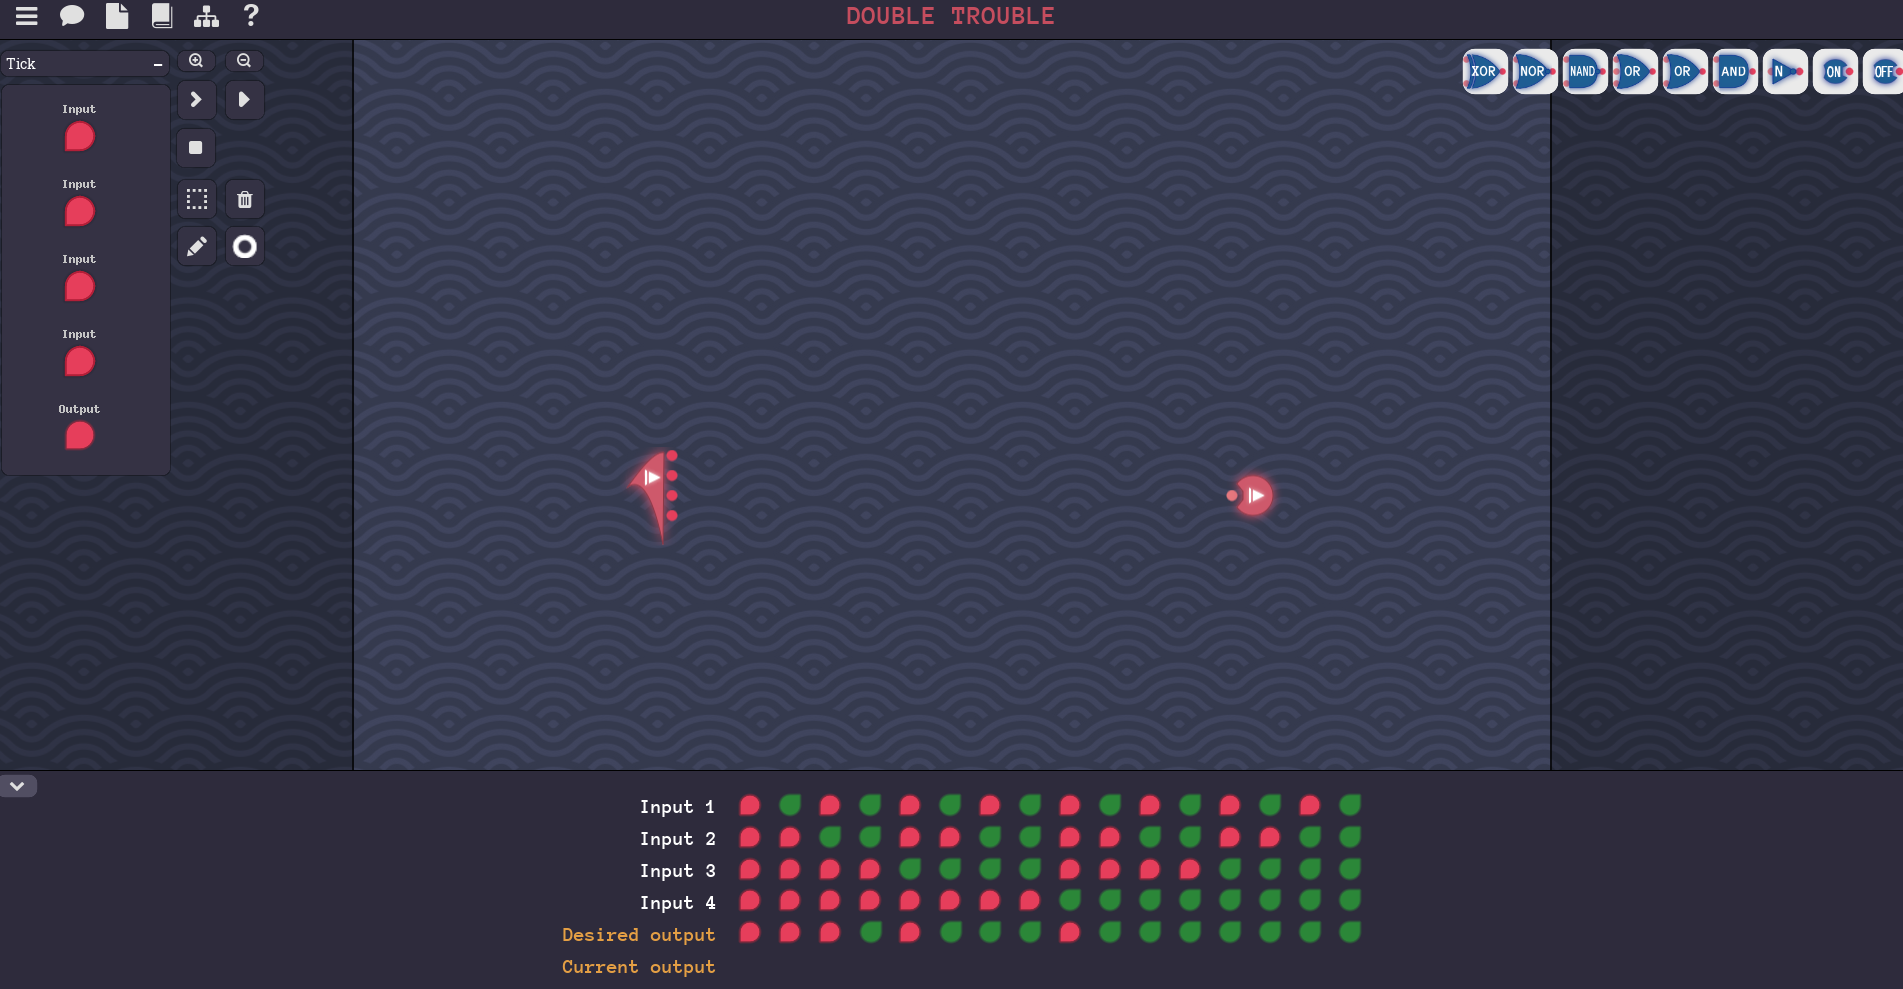 DOUBLE TROUBLE
Tick
Input
Input
Input
Input
Output
XOR NOR NAND OR OR AND N ON OFF
Input 1
Input 2
Input 3
Input 4
Desired output
Current output